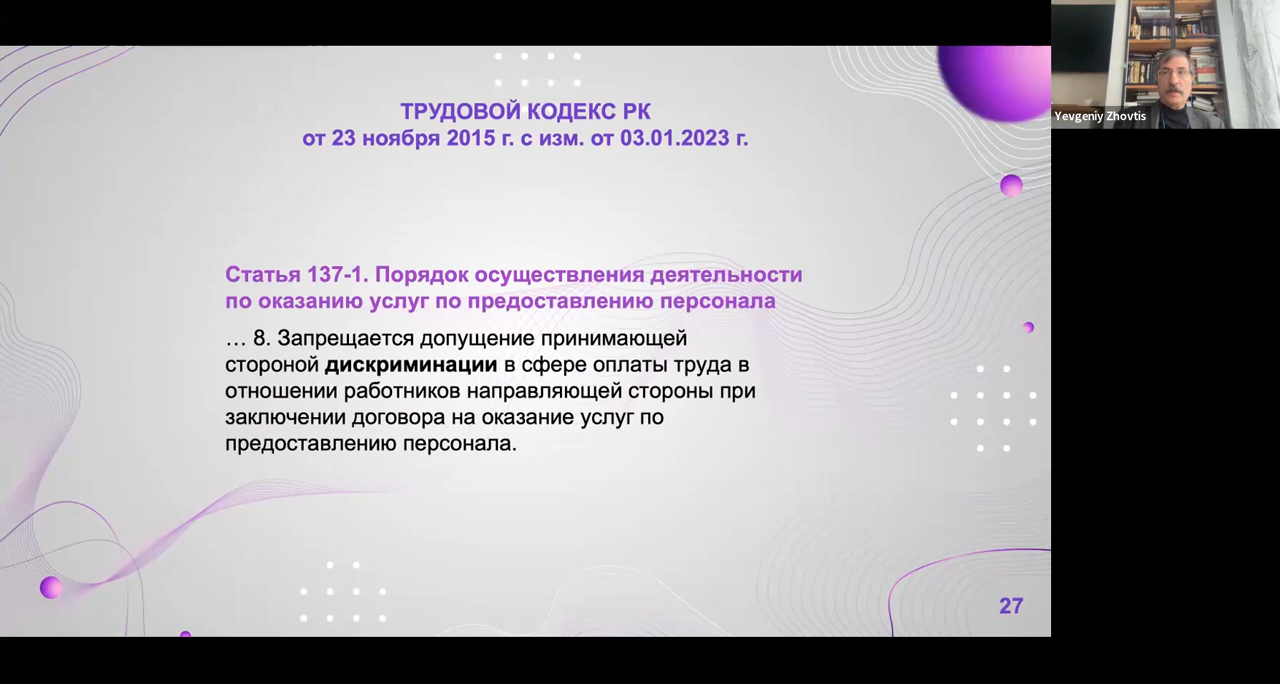 ТРУДОВОЙ КОДЕКС РК
от 23 ноября 2015 г. с изм. от 03.01.2023 г.
Статья 137-1. Порядок осуществления деятельности
по оказанию услуг по предоставлению персонала
… 8. Запрещается допущение принимающей
стороной дискриминации в сфере оплаты труда в
отношении работников направляющей стороны при
заключении договора на оказание услуг по
предоставлению персонала.
27
Yevgeniy Zhovtis